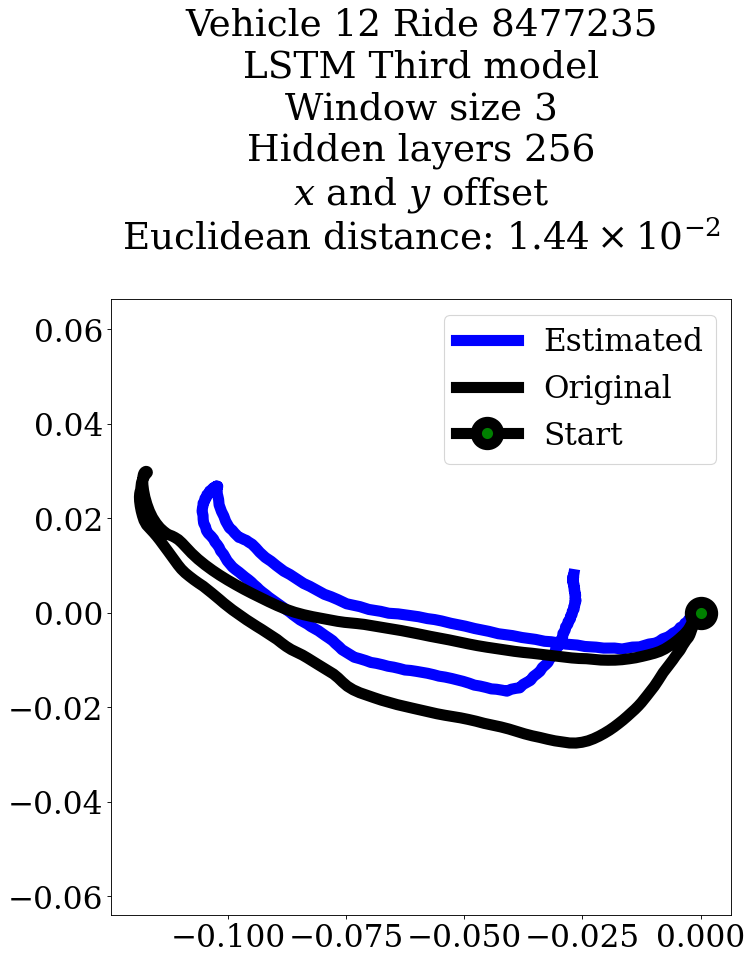 Vehicle 12 Ride 8477235
LSTM Third model
Window size 3
Hidden layers 256
x and y offset
Euclidean distance: 1.44 × 10⁻²
Estimated
Original
Start
0.06
0.04
0.02
0.00
−0.02
−0.04
−0.06
−0.100 −0.075 −0.050 −0.025 0.000